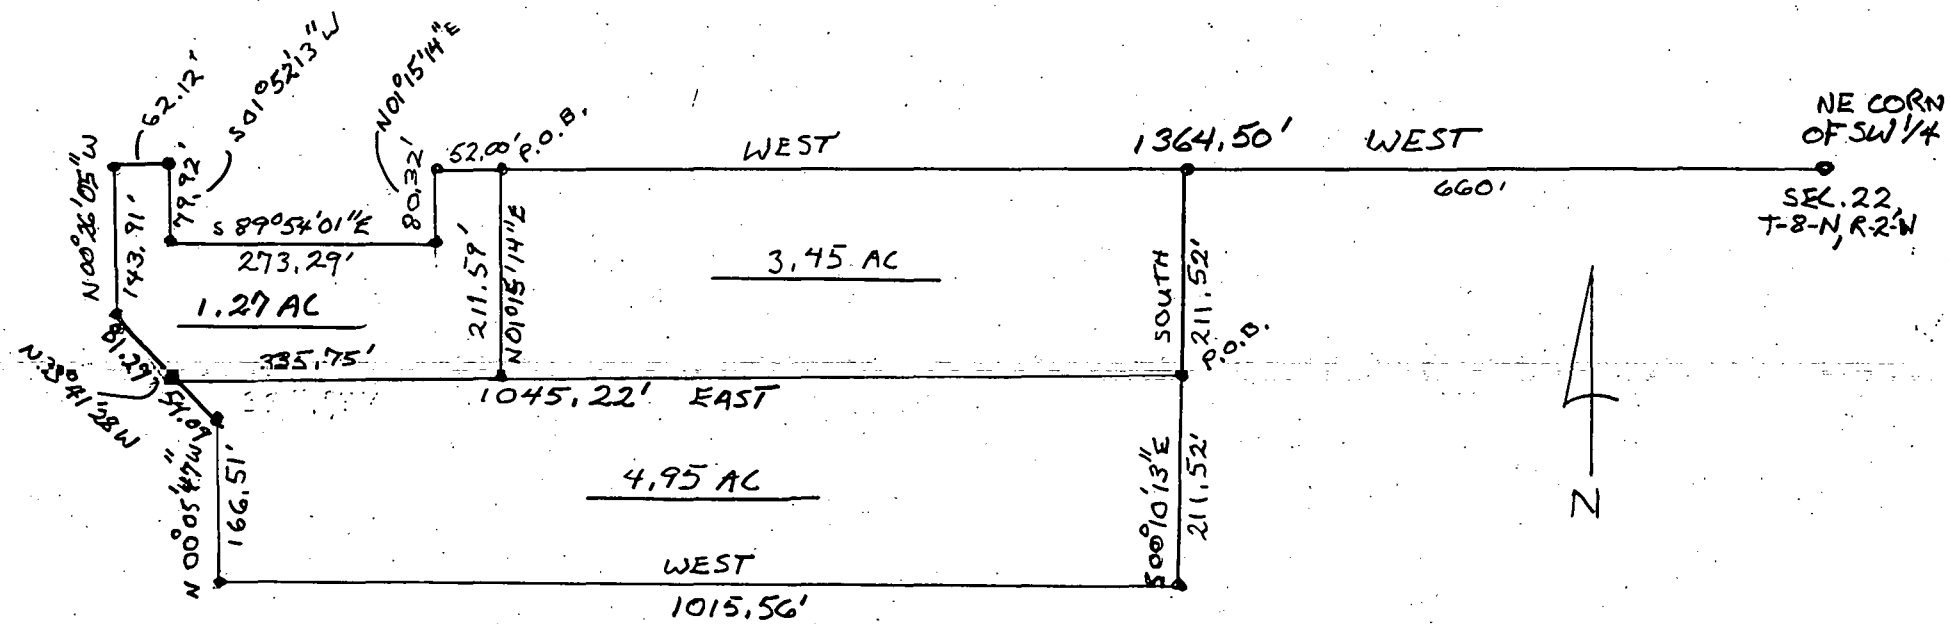 62.12'
S01°52'13"W
N01°15'14"E
NE CORN
OF SW 1/4
SEC. 22,
T-8-N, R-2-W
52.00' P.O.B.
WEST
1364.50'
WEST
660'
N00°26'05"W
143.91'
79.92'
80.32'
S 89°54'01"E
273.29'
211.59'
N01°15'14"E
3.45 AC
SOUTH
211.52'
P.O.B.
1.27 AC
335.75'
81.29'
41'28W
54.09
1045.22' EAST
N 00°05'47"W
166.51'
4.95 AC
S00°10'13"E
211.52'
WEST
1015.56'
N